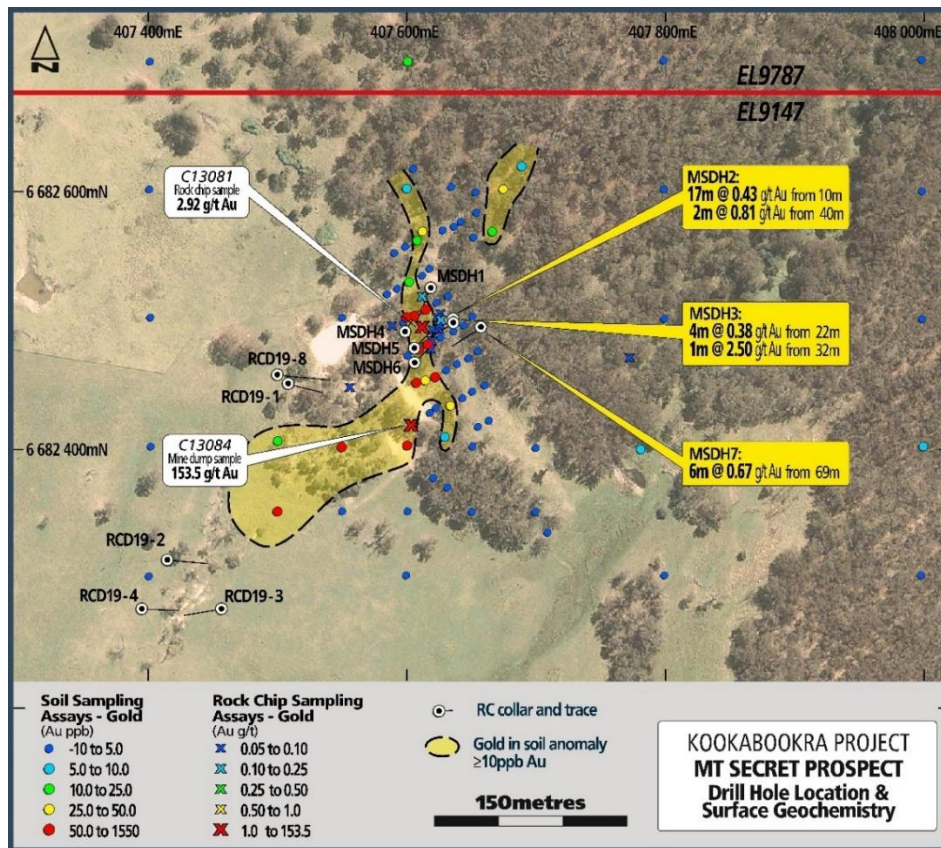 407 400mE
407 600mE
407 800mE
408 000mE
N
EL9787
EL9147
6 682 600mN
6 682 400mN
C13081
Rock chip sample
2.92 g/t Au
MSDH2:
17m @ 0.43 g/t Au from 10m
2m @ 0.81 g/t Au from 40m
MSDH1
MSDH4
MSDH5
MSDH6
MSDH3:
4m @ 0.38 g/t Au from 22m
1m @ 2.50 g/t Au from 32m
RCD19-8
RCD19-1
C13084
Mine dump sample
153.5 g/t Au
MSDH7:
6m @ 0.67 g/t Au from 69m
RCD19-2
RCD19-4
RCD19-3
Soil Sampling
Assays - Gold
(Au ppb)
-10 to 5.0
5.0 to 10.0
10.0 to 25.0
25.0 to 50.0
50.0 to 1550
Rock Chip Sampling
Assays - Gold
(Au g/t)
0.05 to 0.10
0.10 to 0.25
0.25 to 0.50
0.50 to 1.0
1.0 to 153.5
RC collar and trace
Gold in soil anomaly
≥10ppb Au
150metres
KOOKABOOKRA PROJECT
MT SECRET PROSPECT
Drill Hole Location &
Surface Geochemistry